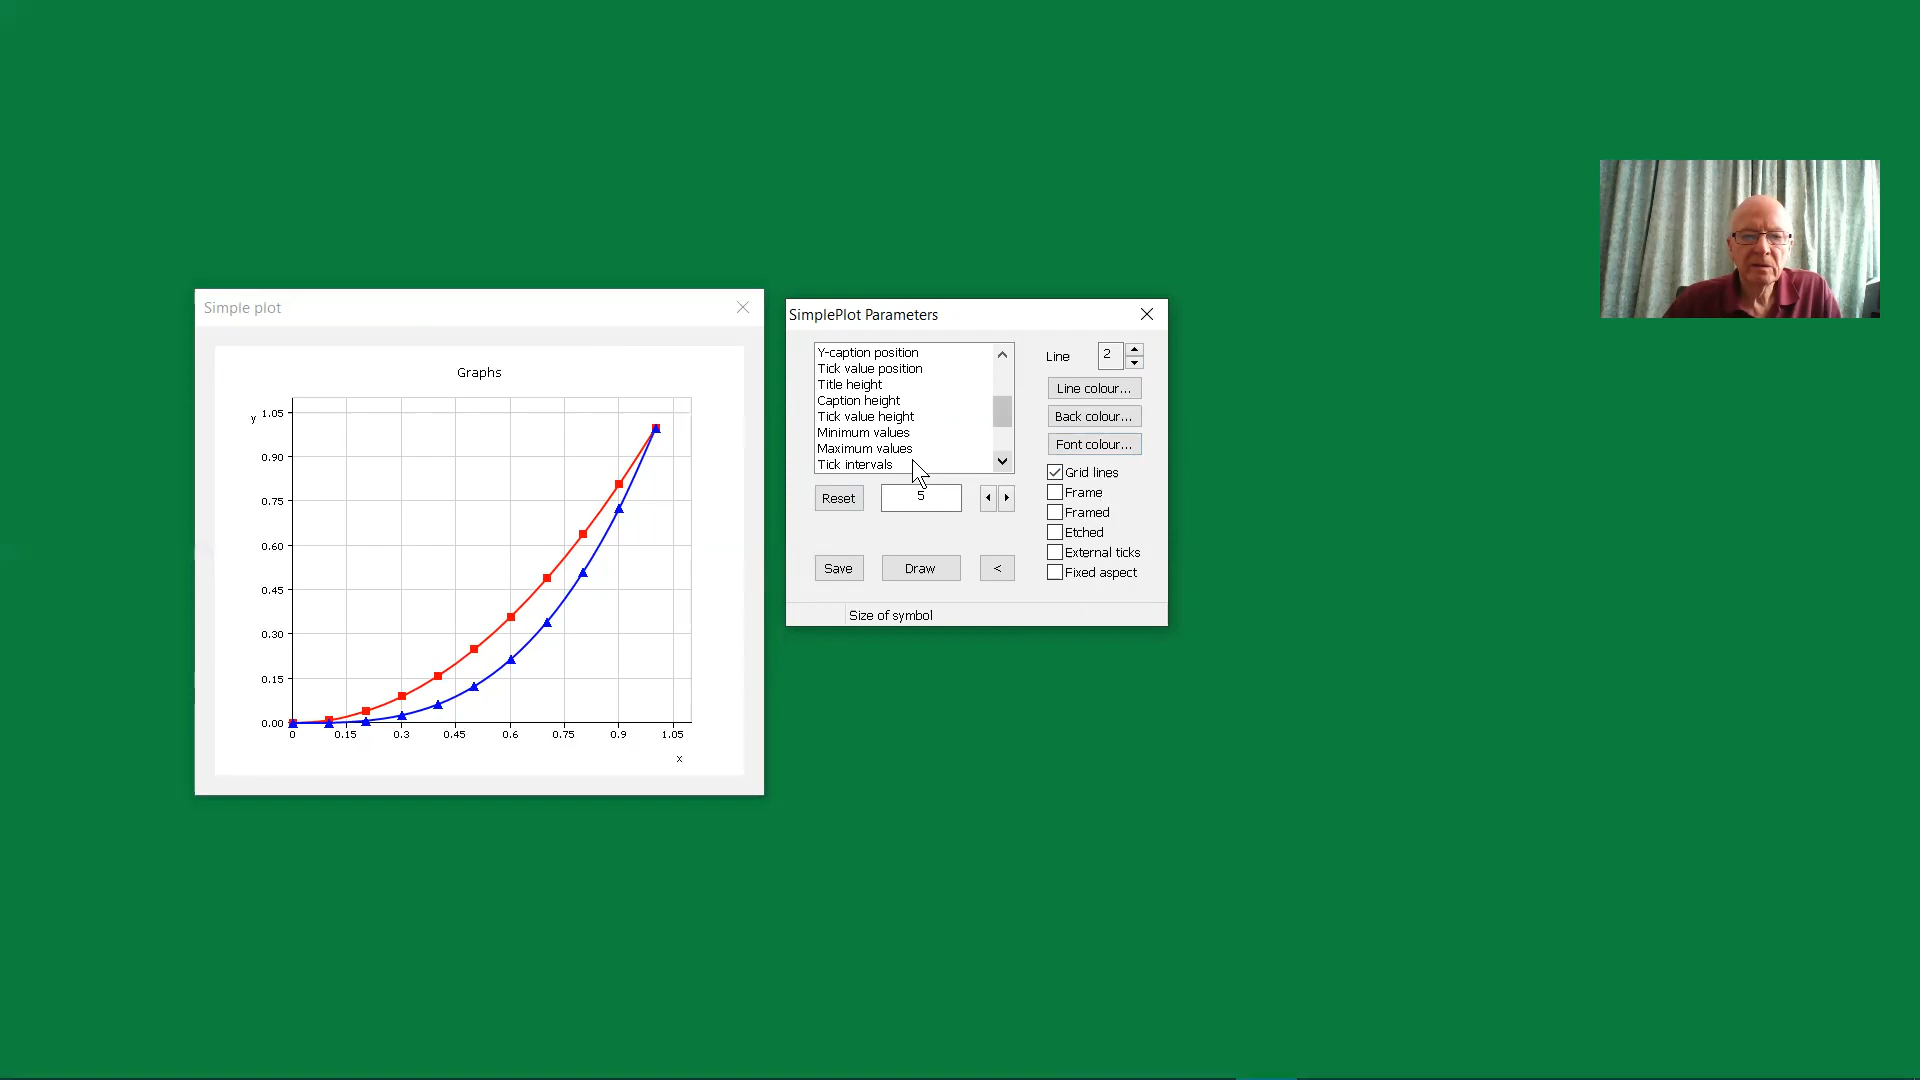 Simple plot
Graphs
y
1.05
0.90
0.75
0.60
0.45
0.30
0.15
0.00
0 0.15 0.3 0.45 0.6 0.75 0.9 1.05
x
SimplePlot Parameters
Y-caption position
Tick value position
Title height
Caption height
Tick value height
Minimum values
Maximum values
Tick intervals
Reset 5
Save Draw <
Line 2
Line colour...
Back colour...
Font colour...
Grid lines
Frame
Framed
Etched
External ticks
Fixed aspect
Size of symbol